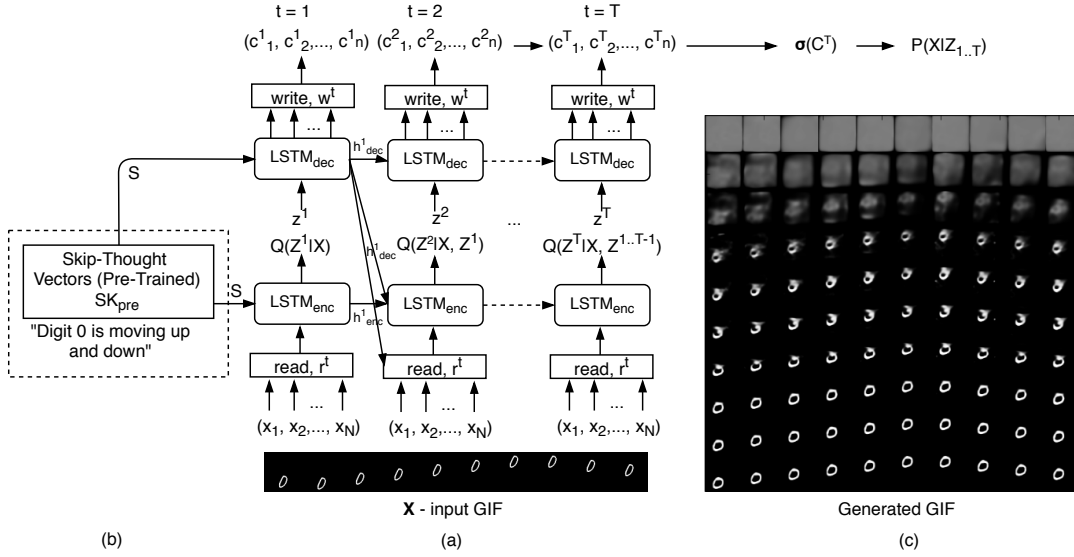 t = 1 t = 2 t = T
(c¹₁, c¹₂,..., c¹n) (c²₁, c²₂,..., c²n) (cᵀ₁, cᵀ₂,..., cᵀn) σ(Cᵀ) P(X|Z₁..T)
write, wᵗ write, wᵗ write, wᵗ
... ... ...
LSTMdec h¹dec LSTMdec LSTMdec
S
z¹ z² ... zᵀ
Q(Z¹|X) h¹dec Q(Z²|X, Z¹) Q(Zᵀ|X, Z¹··ᵀ⁻¹)
Skip-Thought
Vectors (Pre-Trained)
SKpre
S
LSTMenc h¹enc LSTMenc LSTMenc
"Digit 0 is moving up
and down"
read, rᵗ read, rᵗ read, rᵗ
... ... ...
(x₁, x₂,..., xN) (x₁, x₂,..., xN) (x₁, x₂,..., xN)
X - input GIF Generated GIF
(b) (a) (c)